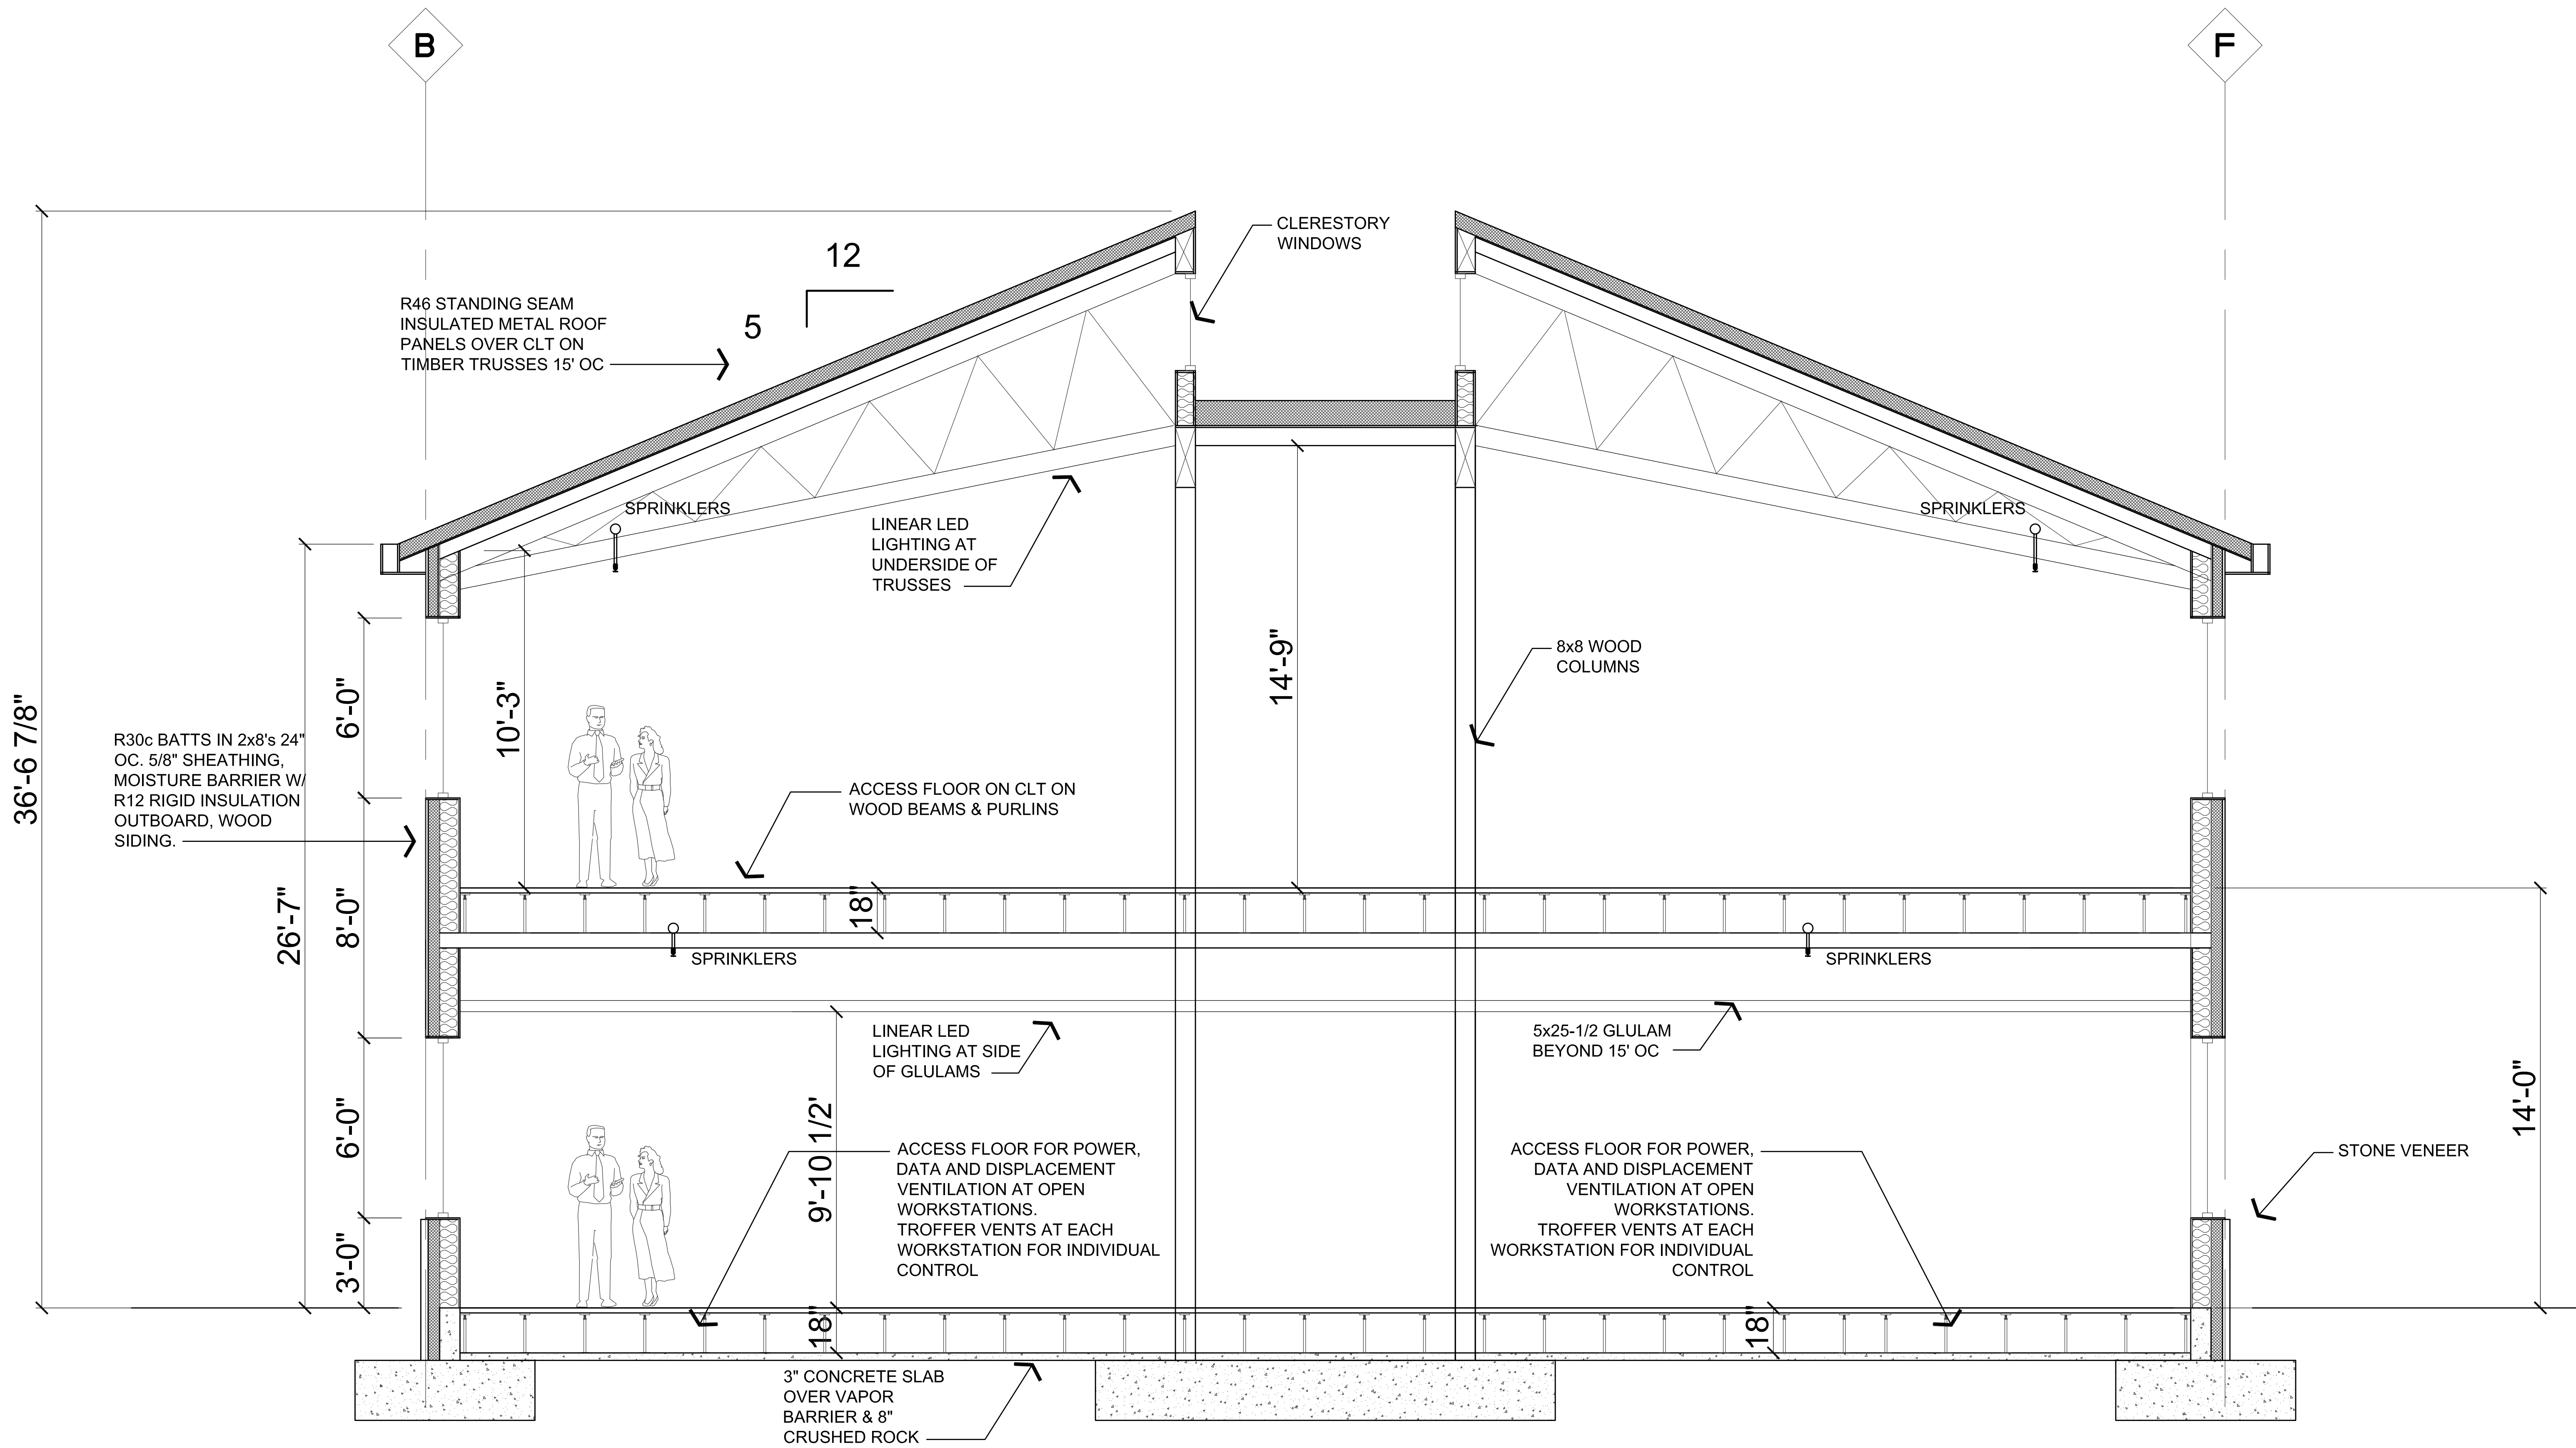 B
F
CLERESTORY
WINDOWS
12
5
R46 STANDING SEAM
INSULATED METAL ROOF
PANELS OVER CLT ON
TIMBER TRUSSES 15' OC
SPRINKLERS
SPRINKLERS
LINEAR LED
LIGHTING AT
UNDERSIDE OF
TRUSSES
36'-6 7/8"
26'-7"
6'-0"
8'-0"
6'-0"
3'-0"
10'-3"
14'-9"
8x8 WOOD
COLUMNS
R30c BATTS IN 2x8's 24"
OC. 5/8" SHEATHING,
MOISTURE BARRIER W/
R12 RIGID INSULATION
OUTBOARD, WOOD
SIDING.
ACCESS FLOOR ON CLT ON
WOOD BEAMS & PURLINS
18"
SPRINKLERS
SPRINKLERS
LINEAR LED
LIGHTING AT SIDE
OF GLULAMS
5x25-1/2 GLULAM
BEYOND 15' OC
9'-10 1/2'
14'-0"
ACCESS FLOOR FOR POWER,
DATA AND DISPLACEMENT
VENTILATION AT OPEN
WORKSTATIONS.
TROFFER VENTS AT EACH
WORKSTATION FOR INDIVIDUAL
CONTROL
ACCESS FLOOR FOR POWER,
DATA AND DISPLACEMENT
VENTILATION AT OPEN
WORKSTATIONS.
TROFFER VENTS AT EACH
WORKSTATION FOR INDIVIDUAL
CONTROL
STONE VENEER
18"
18"
3" CONCRETE SLAB
OVER VAPOR
BARRIER & 8"
CRUSHED ROCK